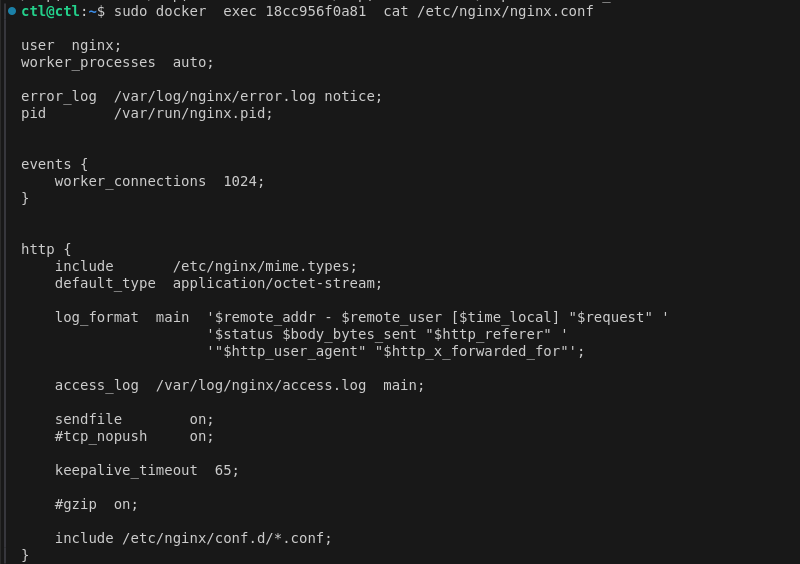 ctl@ctl:~$ sudo docker  exec 18cc956f0a81  cat /etc/nginx/nginx.conf

user  nginx;
worker_processes  auto;

error_log  /var/log/nginx/error.log notice;
pid        /var/run/nginx.pid;


events {
    worker_connections  1024;
}


http {
    include       /etc/nginx/mime.types;
    default_type  application/octet-stream;

    log_format  main  '$remote_addr - $remote_user [$time_local] "$request" '
                      '$status $body_bytes_sent "$http_referer" '
                      '"$http_user_agent" "$http_x_forwarded_for"';

    access_log  /var/log/nginx/access.log  main;

    sendfile        on;
    #tcp_nopush     on;

    keepalive_timeout  65;

    #gzip  on;

    include /etc/nginx/conf.d/*.conf;
}